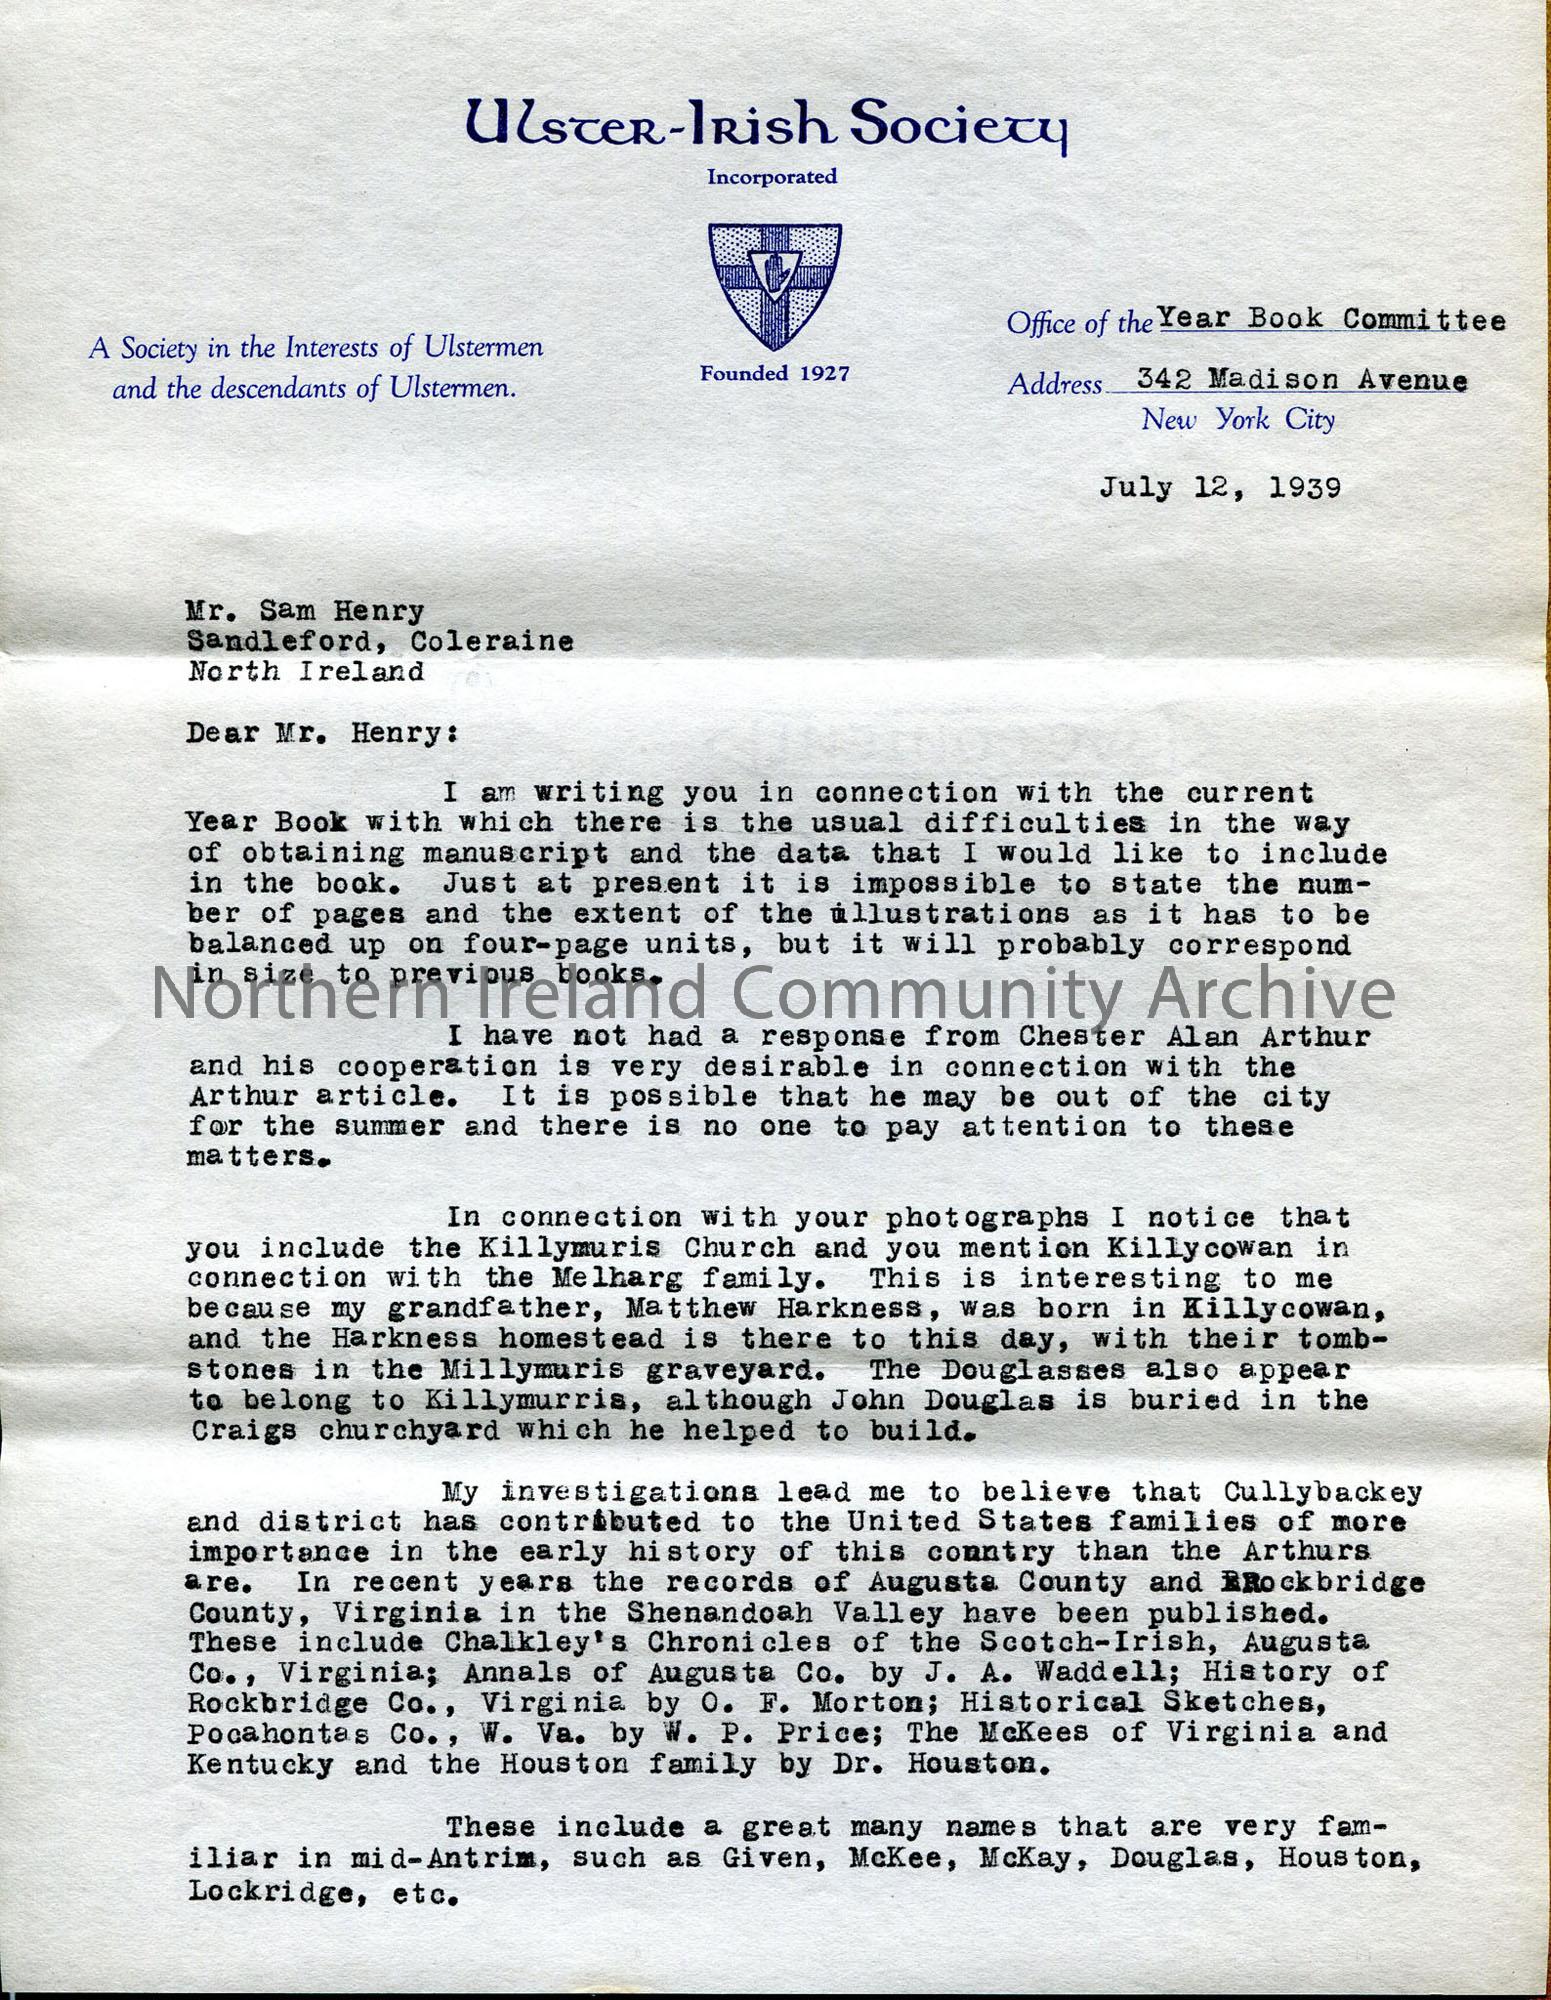 Ulster-Irish Society
Incorporated
Founded 1927
A Society in the Interests of Ulstermen
and the descendants of Ulstermen.
Office of the Year Book Committee
Address 342 Madison Avenue
New York City
July 12, 1939
Mr. Sam Henry
Sandleford, Coleraine
North Ireland
Dear Mr. Henry:
I am writing you in connection with the current
Year Book with which there is the usual difficulties in the way
of obtaining manuscript and the data that I would like to include
in the book. Just at present it is impossible to state the num-
ber of pages and the extent of the illustrations as it has to be
balanced up on four-page units, but it will probably correspond
in size to previous books.
Northern Ireland Community Archive
I have not had a response from Chester Alan Arthur
and his cooperation is very desirable in connection with the
Arthur article. It is possible that he may be out of the city
for the summer and there is no one to pay attention to these
matters.
In connection with your photographs I notice that
you include the Killymuris Church and you mention Killycowan in
connection with the Melharg family. This is interesting to me
because my grandfather, Matthew Harkness, was born in Killycowan,
and the Harkness homestead is there to this day, with their tomb-
stones in the Millymuris graveyard. The Douglasses also appear
to belong to Killymurris, although John Douglas is buried in the
Craigs churchyard which he helped to build.
My investigations lead me to believe that Cullybackey
and district has contributed to the United States families of more
importance in the early history of this country than the Arthurs
are. In recent years the records of Augusta County and Rockbridge
County, Virginia in the Shenandoah Valley have been published.
These include Chalkley's Chronicles of the Scotch-Irish, Augusta
Co., Virginia; Annals of Augusta Co. by J. A. Waddell; History of
Rockbridge Co., Virginia by O. F. Morton; Historical Sketches,
Pocahontas Co., W. Va. by W. P. Price; The McKees of Virginia and
Kentucky and the Houston family by Dr. Houston.
These include a great many names that are very fam-
iliar in mid-Antrim, such as Given, McKee, McKay, Douglas, Houston,
Lockridge, etc.